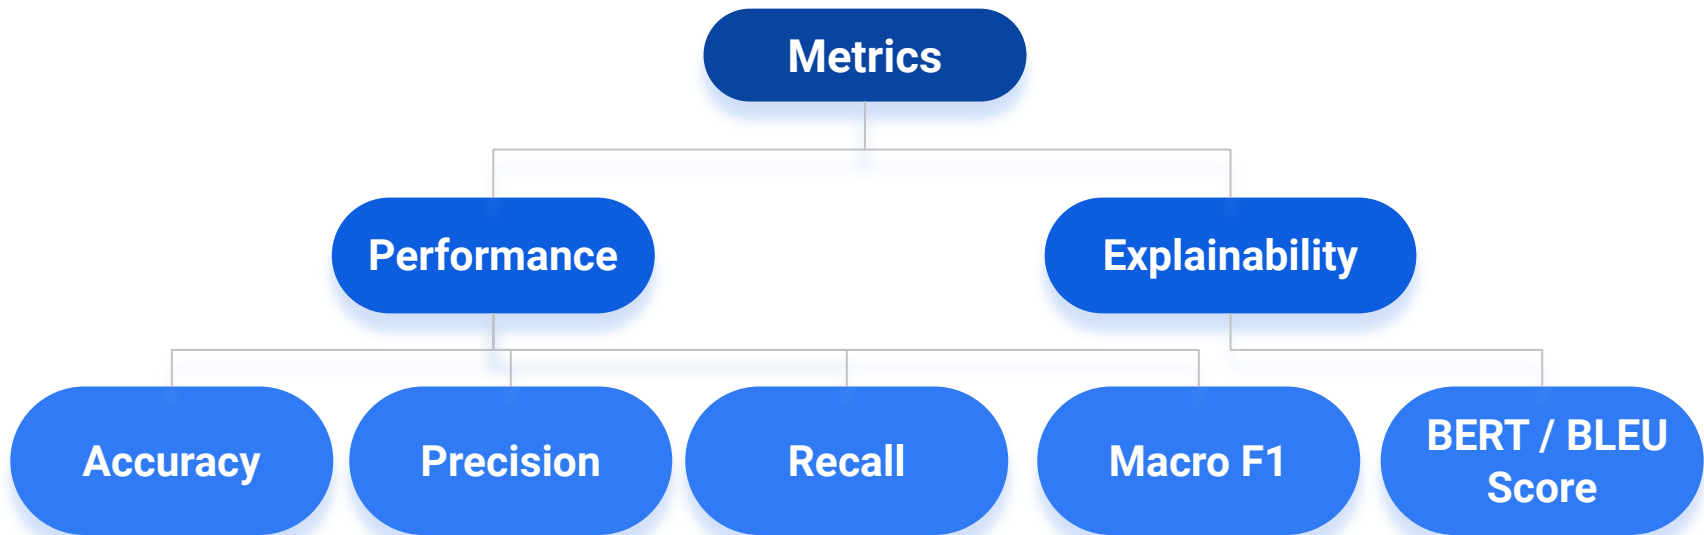 Metrics
Performance
Explainability
Accuracy
Precision
Recall
Macro F1
BERT / BLEU
Score